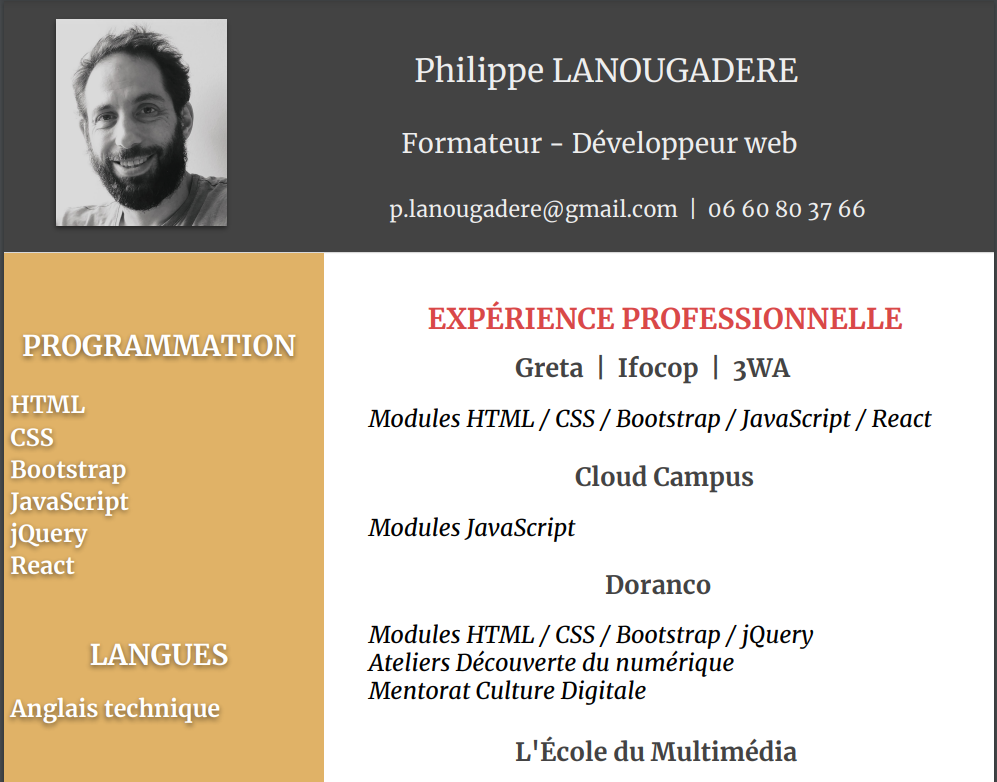 Philippe LANOUGADERE
Formateur - Développeur web
p.lanougadere@gmail.com | 06 60 80 37 66
PROGRAMMATION
HTML
CSS
Bootstrap
JavaScript
jQuery
React
LANGUES
Anglais technique
EXPÉRIENCE PROFESSIONNELLE
Greta | Ifocop | 3WA
Modules HTML / CSS / Bootstrap / JavaScript / React
Cloud Campus
Modules JavaScript
Doranco
Modules HTML / CSS / Bootstrap / jQuery
Ateliers Découverte du numérique
Mentorat Culture Digitale
L'École du Multimédia